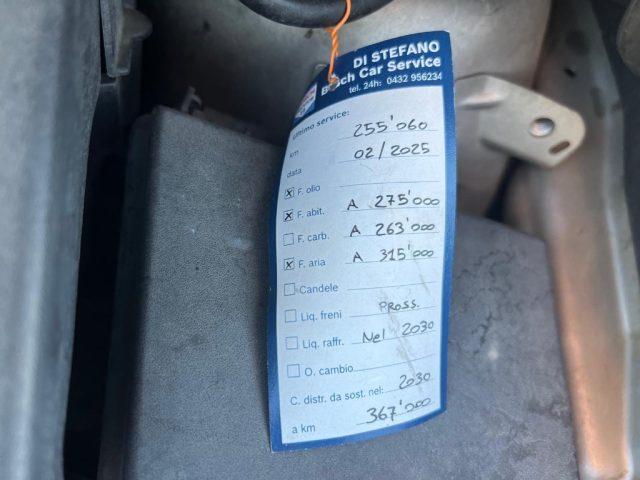 DI STEFANO
Bosch Car Service
tel. 24h: 0432 956234
ultimo service:
km 255'060
data 02/2025
F. olio
F. abit. A 275'000
F. carb. A 263'000
F. aria A 315'000
Candele
Liq. freni PROSS.
Liq. raffr. Nel 2030
O. cambio
C. distr. da sost. nel: 2030
a km 367'000